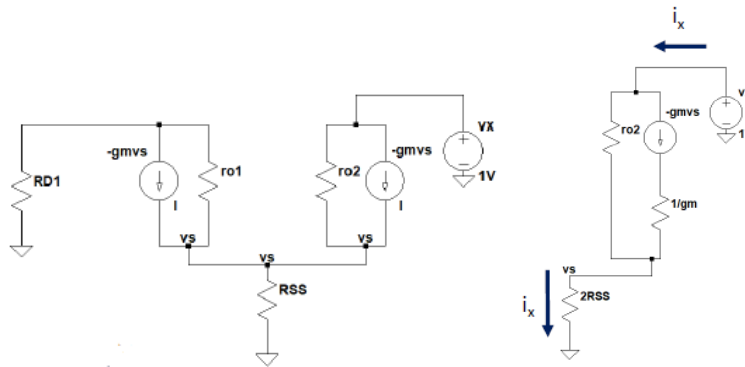 -gmvs
ro1
RD1
I
vs
vs
RSS
ro2
-gmvs
I
vs
VX
1V
ix
ro2
-gmvs
v
1
1/gm
vs
2RSS
ix